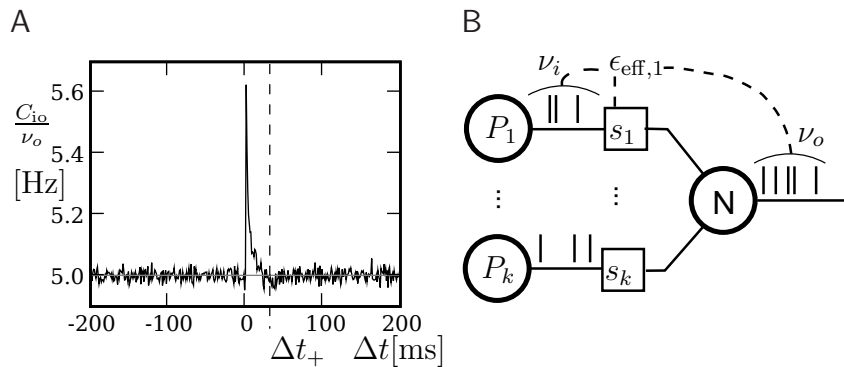 A
C_io/ν_o
[Hz]
5.6
5.4
5.2
5.0
-200
-100
0
100
200
Δt₊
Δt[ms]
B
ν_i
ϵ_eff,1
P_1
s_1
ν_o
⋮
⋮
N
P_k
s_k